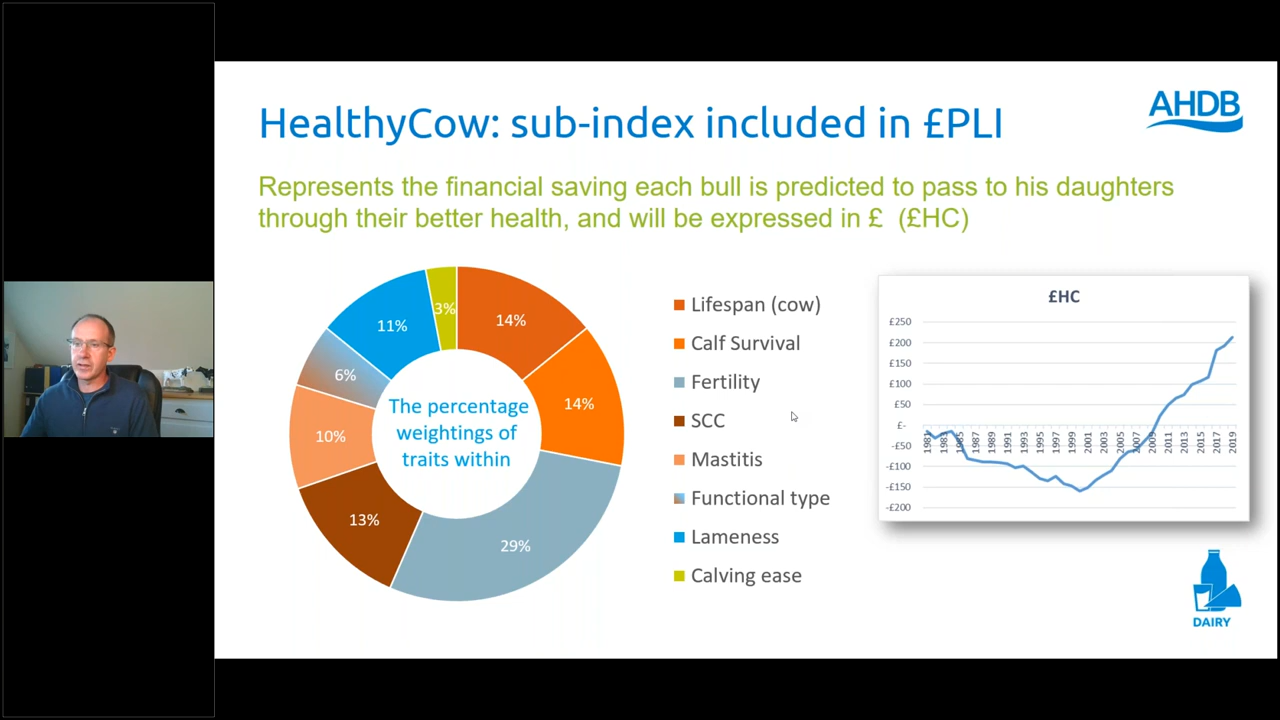 HealthyCow: sub-index included in £PLI
AHDB
Represents the financial saving each bull is predicted to pass to his daughters
through their better health, and will be expressed in £ (£HC)
3%
14%
11%
6%
14%
10%
13%
29%
The percentage
weightings of
traits within
Lifespan (cow)
Calf Survival
Fertility
SCC
Mastitis
Functional type
Lameness
Calving ease
£HC
£250
£200
£150
£100
£50
£-
-£50
-£100
-£150
-£200
1981 1983 1985 1987 1989 1991 1993 1995 1997 1999 2001 2003 2005 2007 2009 2011 2013 2015 2017 2019
DAIRY